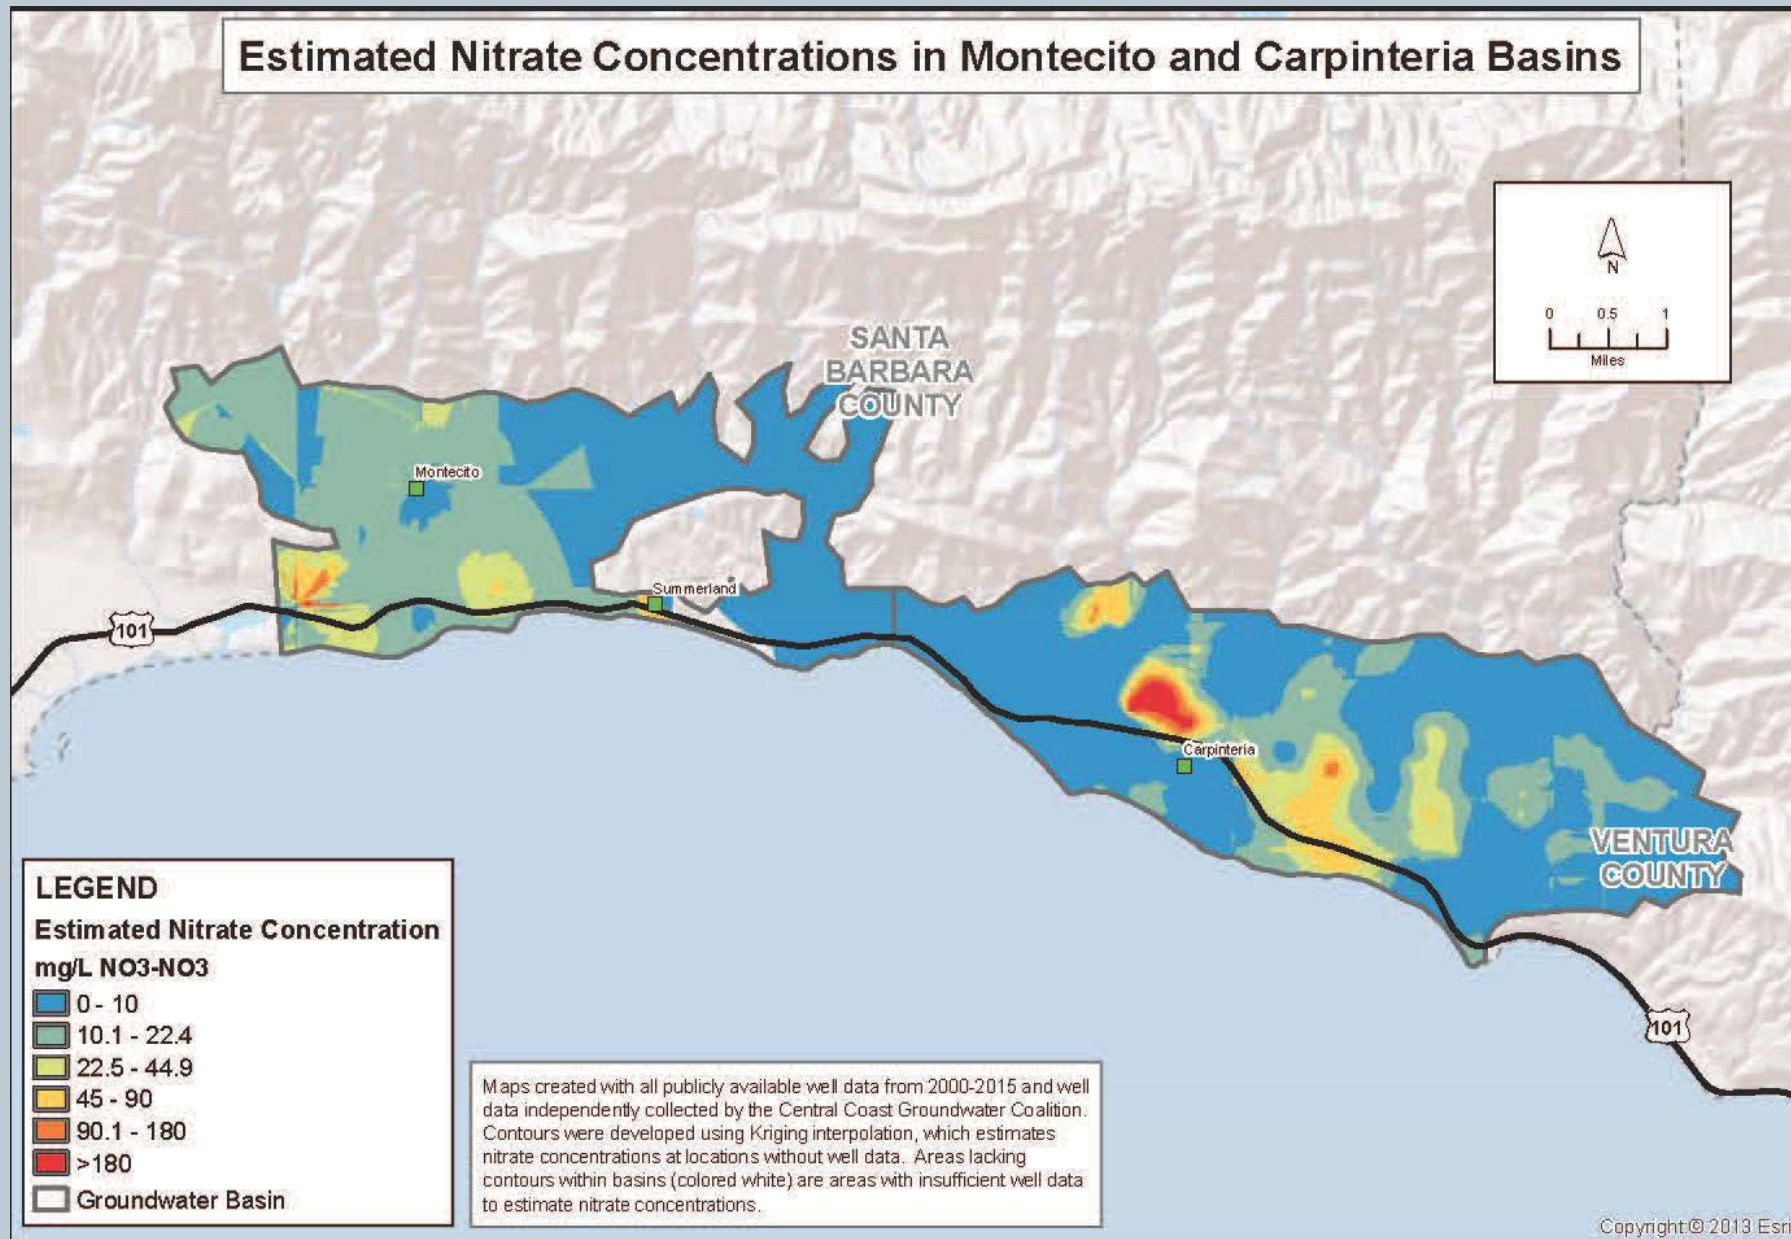 Estimated Nitrate Concentrations in Montecito and Carpinteria Basins
N
0 0.5 1
Miles
SANTA
BARBARA
COUNTY
Montecito
Summerland
101
Carpinteria
VENTURA
COUNTY
101
LEGEND
Estimated Nitrate Concentration
mg/L NO3-NO3
0 - 10
10.1 - 22.4
22.5 - 44.9
45 - 90
90.1 - 180
>180
Groundwater Basin
Maps created with all publicly available well data from 2000-2015 and well
data independently collected by the Central Coast Groundwater Coalition.
Contours were developed using Kriging interpolation, which estimates
nitrate concentrations at locations without well data. Areas lacking
contours within basins (colored white) are areas with insufficient well data
to estimate nitrate concentrations.
Copyright:© 2013 Esri